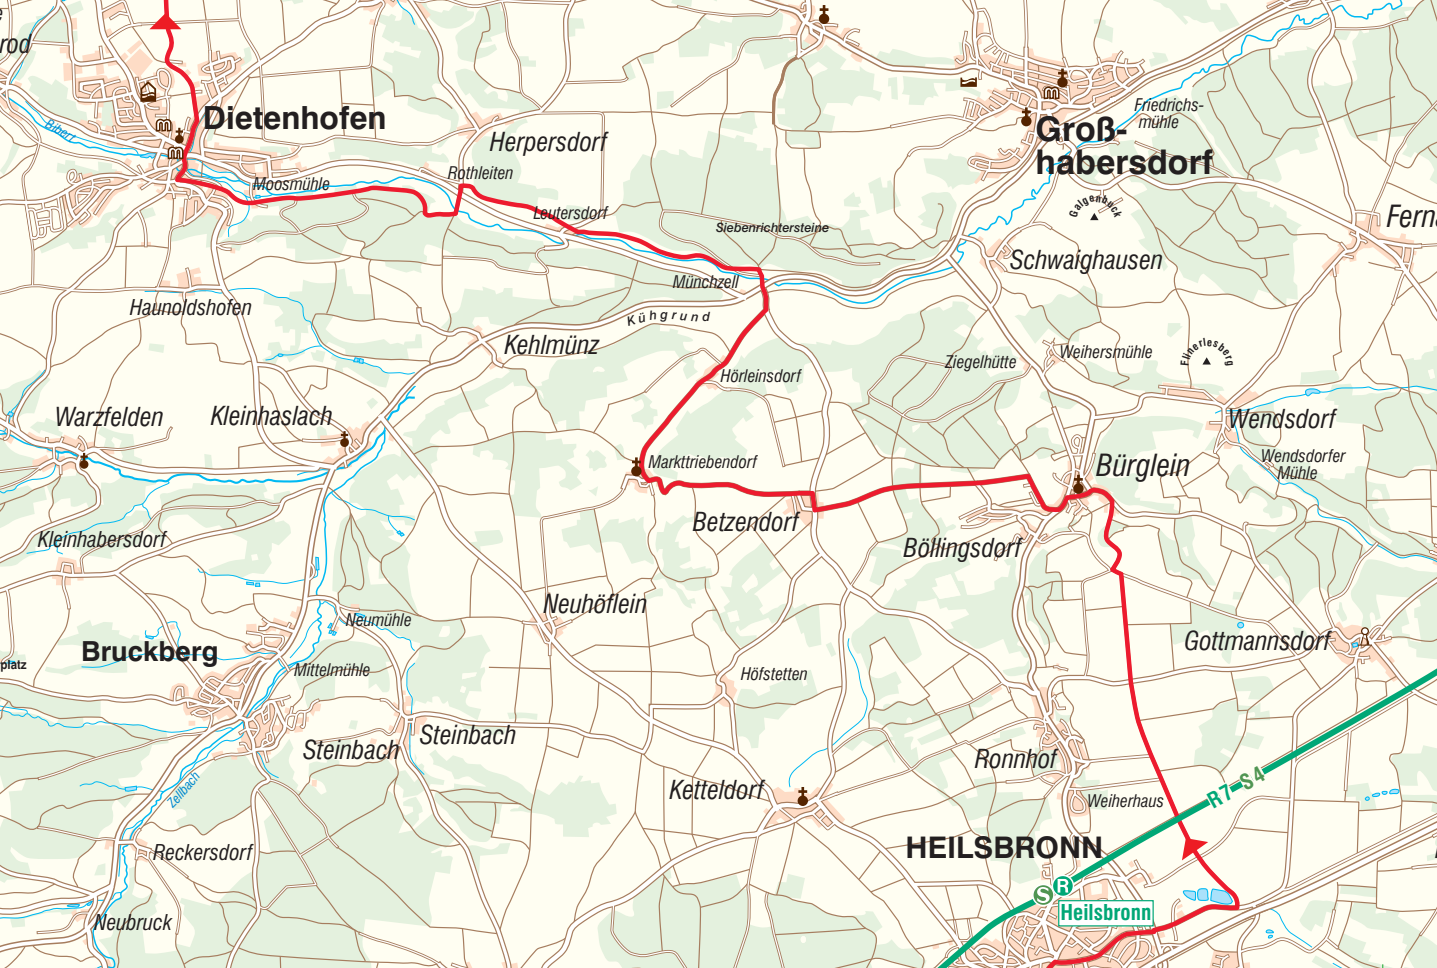 rod
Bibert
Dietenhofen
Herpersdorf
Rothleiten
Moosmühle
Leutersdorf
Siebenrichtersteine
Friedrichs-
mühle
Groß-
habersdorf
Galgenbuck
Schwaighausen
Haunoldshofen
Münchzell
Kühgrund
Kehlmünz
Hörleinsdorf
Ziegelhütte
Weihersmühle
Warzfelden
Kleinhaslach
Markttriebendorf
Bürglein
Wendsdorf
Wendsdorfer
Mühle
Kleinhabersdorf
Betzendorf
Böllingsdorf
Neuhöflein
Neumühle
Gottmannsdorf
Bruckberg
platz
Mittelmühle
Höfstetten
Steinbach
Steinbach
Zellbach
Ketteldorf
Ronnhof
Weiherhaus
R7 S4
Reckersdorf
HEILSBRONN
S
R
Heilsbronn
Neubruck